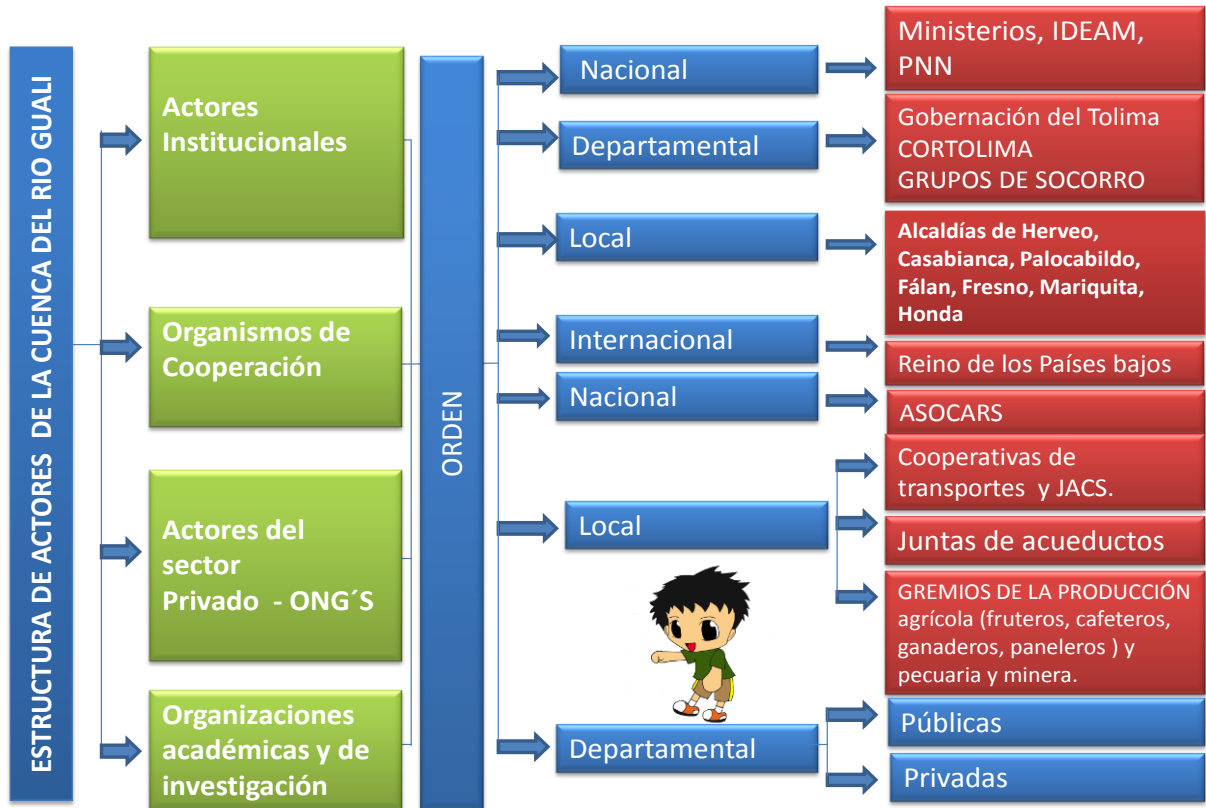 ESTRUCTURA DE ACTORES DE LA CUENCA DEL RIO GUALI
Actores
Institucionales
Organismos de
Cooperación
Actores del
sector
Privado - ONG´S
Organizaciones
académicas y de
investigación
ORDEN
Nacional
Ministerios, IDEAM,
PNN
Departamental
Gobernación del Tolima
CORTOLIMA
GRUPOS DE SOCORRO
Local
Alcaldías de Herveo,
Casabianca, Palocabildo,
Fálan, Fresno, Mariquita,
Honda
Internacional
Reino de los Países bajos
Nacional
ASOCARS
Local
Cooperativas de
transportes y JACS.
Juntas de acueductos
GREMIOS DE LA PRODUCCIÓN
agrícola (fruteros, cafeteros,
ganaderos, paneleros ) y
pecuaria y minera.
Departamental
Públicas
Privadas